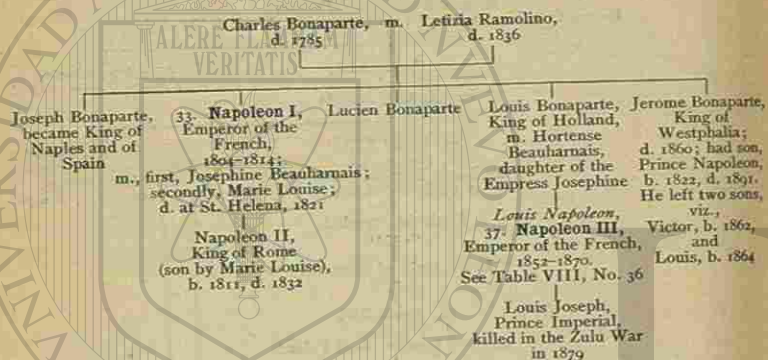 Charles Bonaparte, m. Letizia Ramolino,
d. 1785 d. 1836
Joseph Bonaparte,
became King of
Naples and of
Spain
33. Napoleon I,
Emperor of the
French,
1804–1814;
m., first, Josephine Beauharnais;
secondly, Marie Louise;
d. at St. Helena, 1821
Napoleon II,
King of Rome
(son by Marie Louise),
b. 1811, d. 1832
Lucien Bonaparte
Louis Bonaparte,
King of Holland,
m. Hortense
Beauharnais,
daughter of the
Empress Josephine
Louis Napoleon,
37. Napoleon III,
Emperor of the French,
1852–1870.
See Table VIII, No. 36
Louis Joseph,
Prince Imperial,
killed in the Zulu War
in 1879
Jerome Bonaparte,
King of
Westphalia;
d. 1860; had son,
Prince Napoleon,
b. 1822, d. 1891.
He left two sons,
viz.,
Victor, b. 1862,
and
Louis, b. 1864
ALERE FLAMMAM
VERITATIS